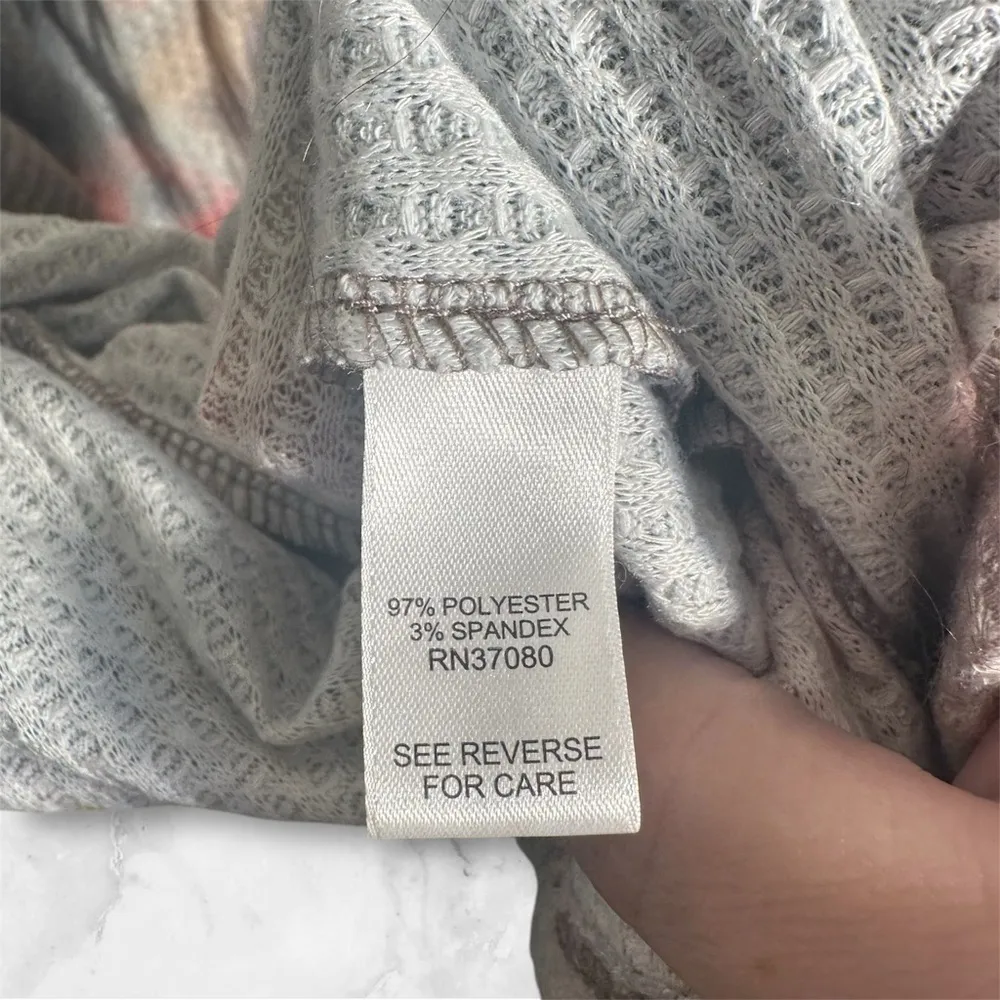 97% POLYESTER
3% SPANDEX
RN37080
SEE REVERSE
FOR CARE